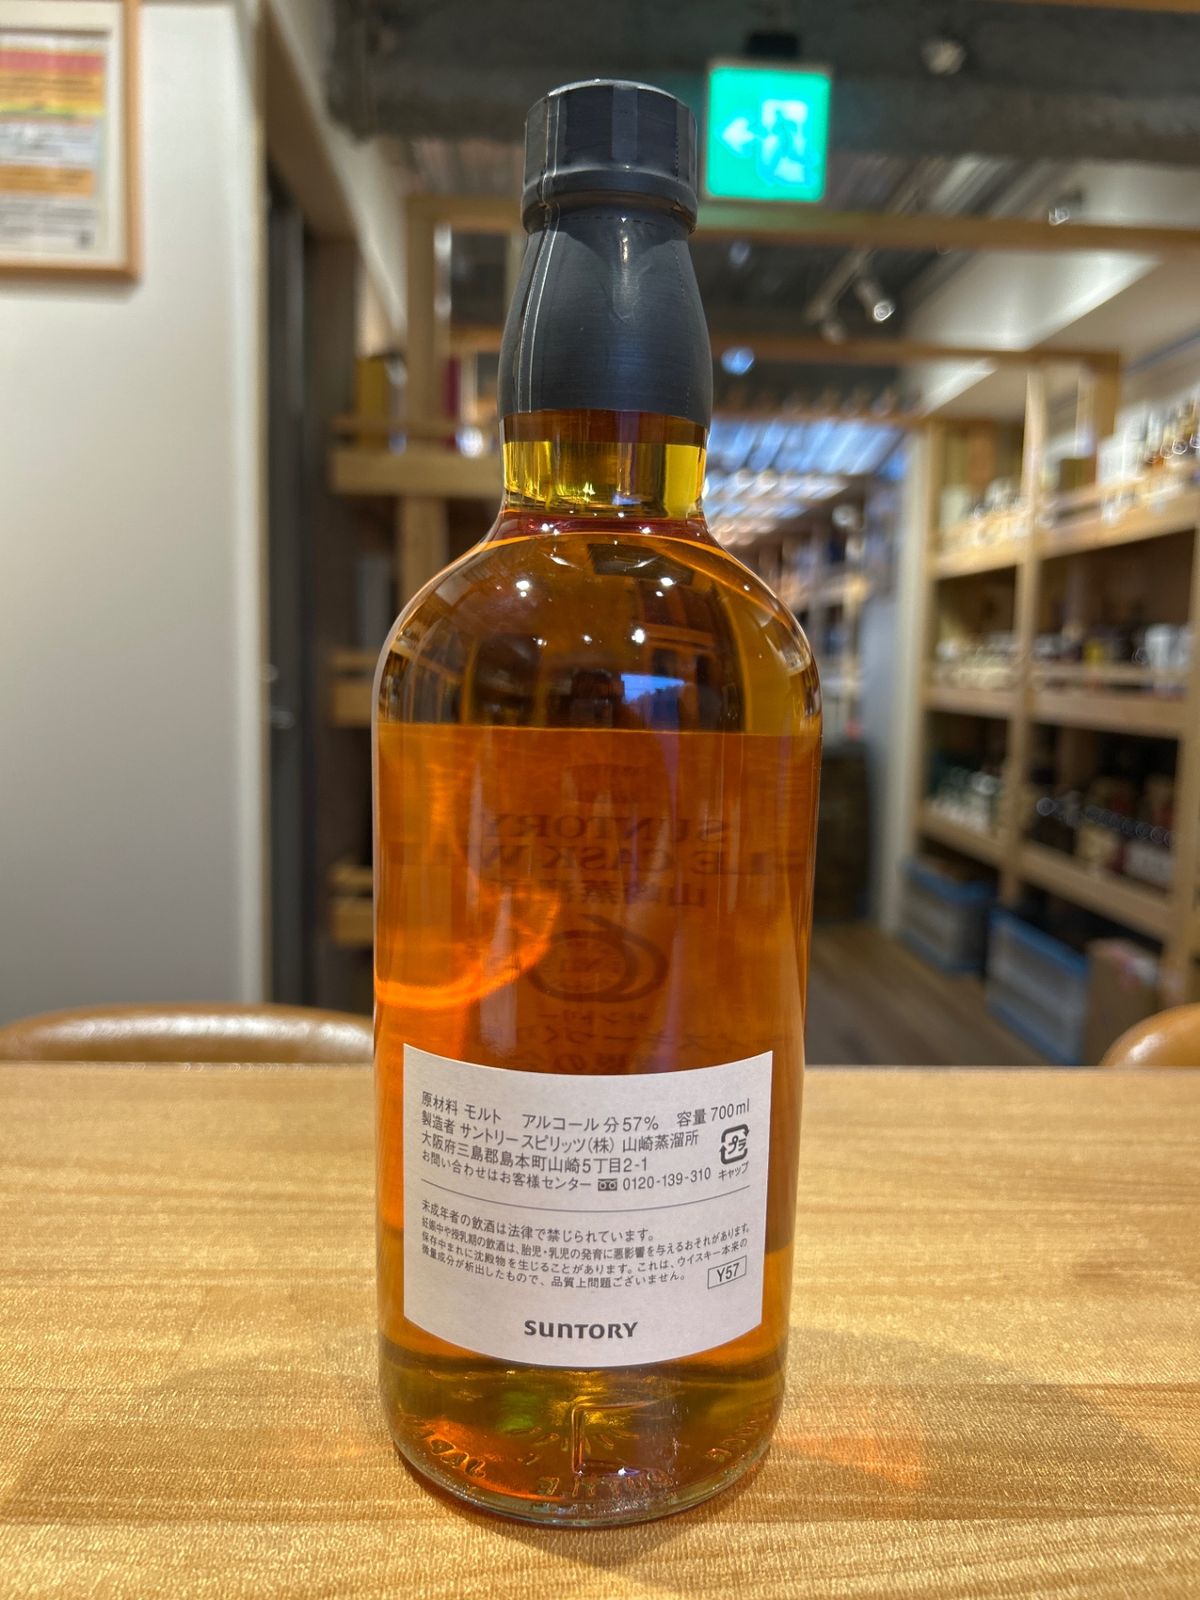 SUNTORY
山崎蒸溜所
原材料 モルト アルコール分57% 容量700ml
製造者 サントリースピリッツ(株) 山崎蒸溜所
大阪府三島郡島本町山崎5丁目2-1
お問い合わせはお客様センター 0120-139-310
プラ
キャップ
未成年者の飲酒は法律で禁じられています。
妊娠中や授乳期の飲酒は、胎児・乳児の発育に悪影響を与えるおそれがあります。
保存中まれに沈殿物を生じることがあります。これは、ウイスキー本来の
微量成分が析出したもので、品質上問題ございません。
Y57
SUNTORY